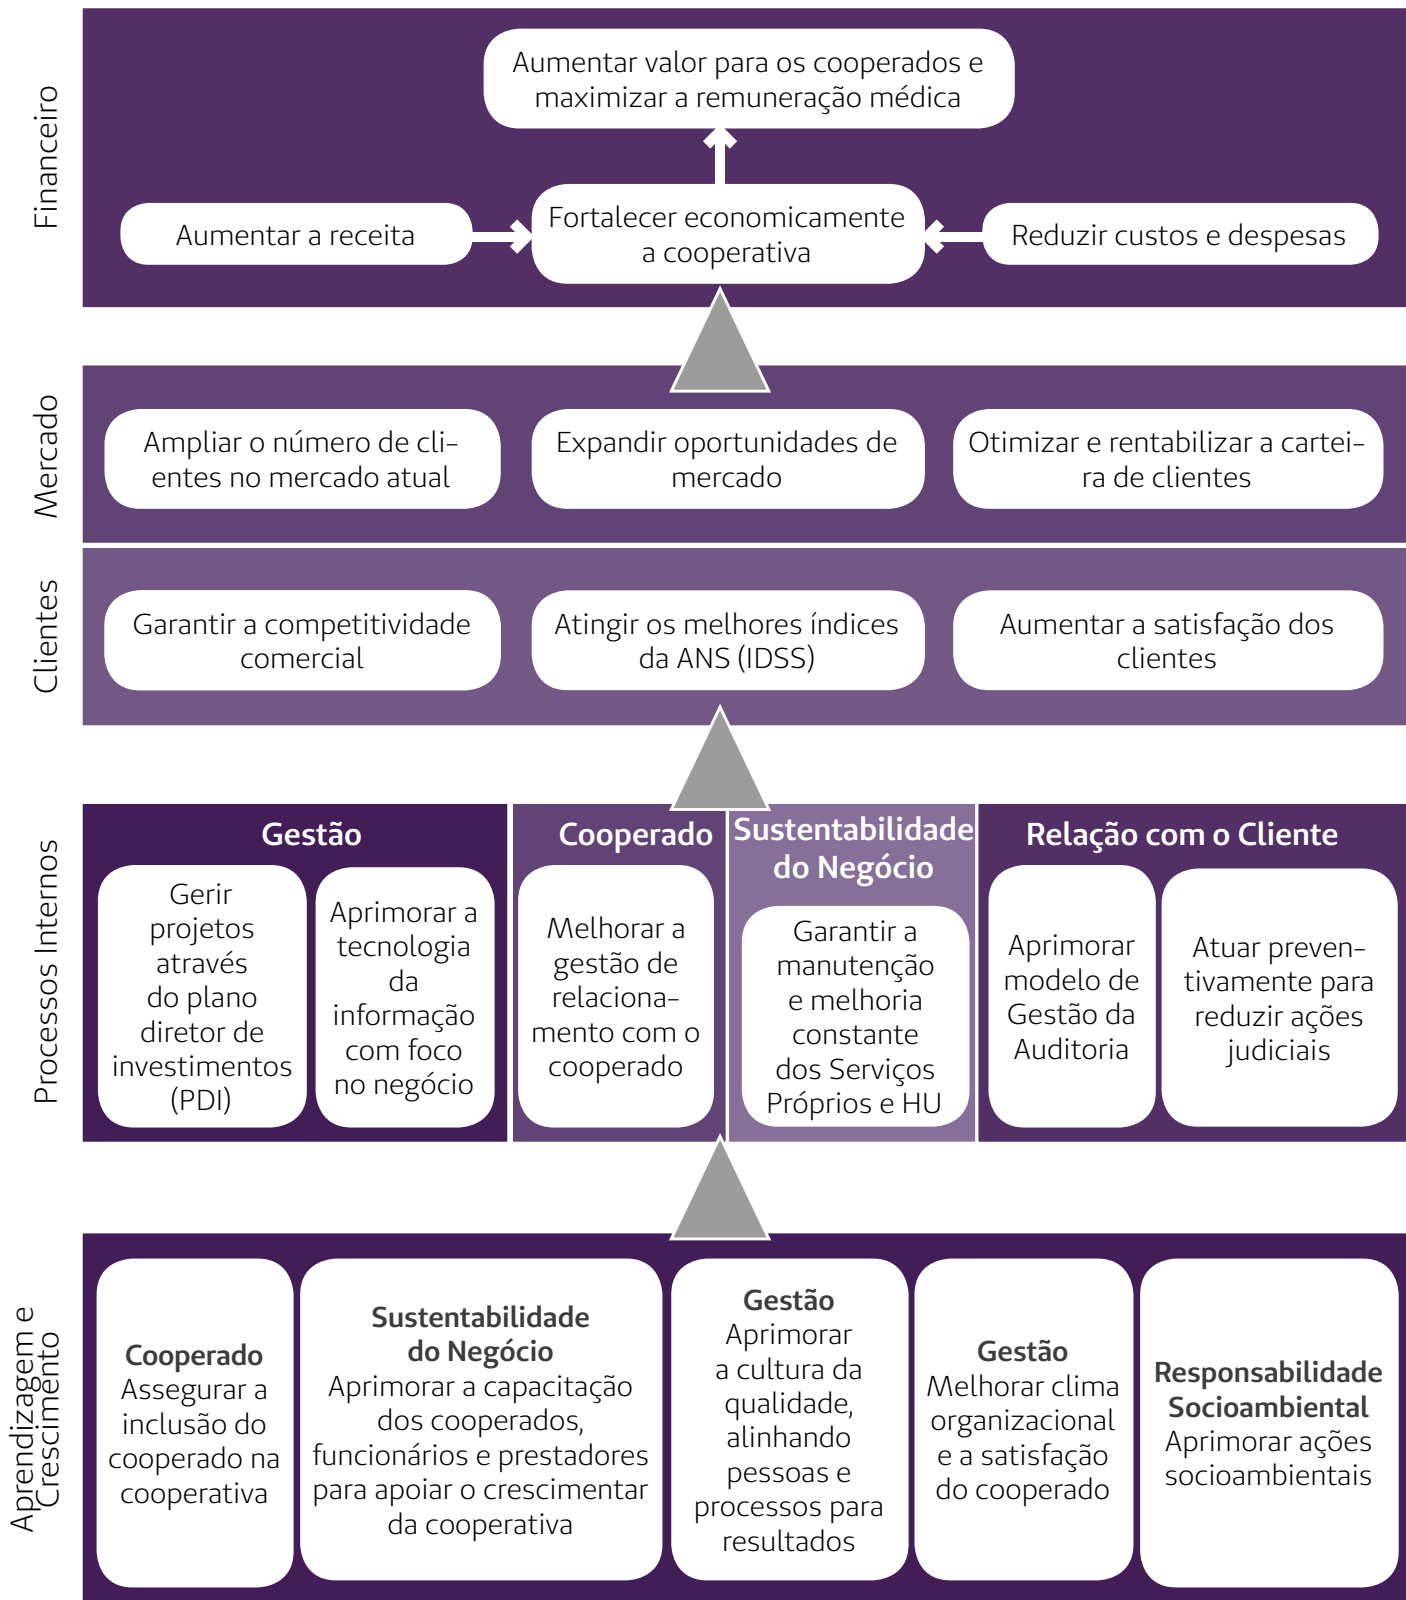 Financeiro
Aumentar valor para os cooperados e
maximizar a remuneração médica
Aumentar a receita
Fortalecer economicamente
a cooperativa
Reduzir custos e despesas
Mercado
Ampliar o número de cli-
entes no mercado atual
Expandir oportunidades de
mercado
Otimizar e rentabilizar a cartei-
ra de clientes
Clientes
Garantir a competitividade
comercial
Atingir os melhores índices
da ANS (IDSS)
Aumentar a satisfação dos
clientes
Processos Internos
Gestão
Gerir
projetos
através
do plano
diretor de
investimentos
(PDI)
Aprimorar a
tecnologia
da
informação
com foco
no negócio
Cooperado
Melhorar a
gestão de
relaciona-
mento com o
cooperado
Sustentabilidade
do Negócio
Garantir a
manutenção
e melhoria
constante
dos Serviços
Próprios e HU
Relação com o Cliente
Aprimorar
modelo de
Gestão da
Auditoria
Atuar preven-
tivamente para
reduzir ações
judiciais
Aprendizagem e
Crescimento
Cooperado
Assegurar a
inclusão do
cooperado na
cooperativa
Sustentabilidade
do Negócio
Aprimorar a capacitação
dos cooperados,
funcionários e prestadores
para apoiar o crescimentar
da cooperativa
Gestão
Aprimorar
a cultura da
qualidade,
alinhando
pessoas e
processos para
resultados
Gestão
Melhorar clima
organizacional
e a satisfação
do cooperado
Responsabilidade
Socioambiental
Aprimorar ações
socioambientais